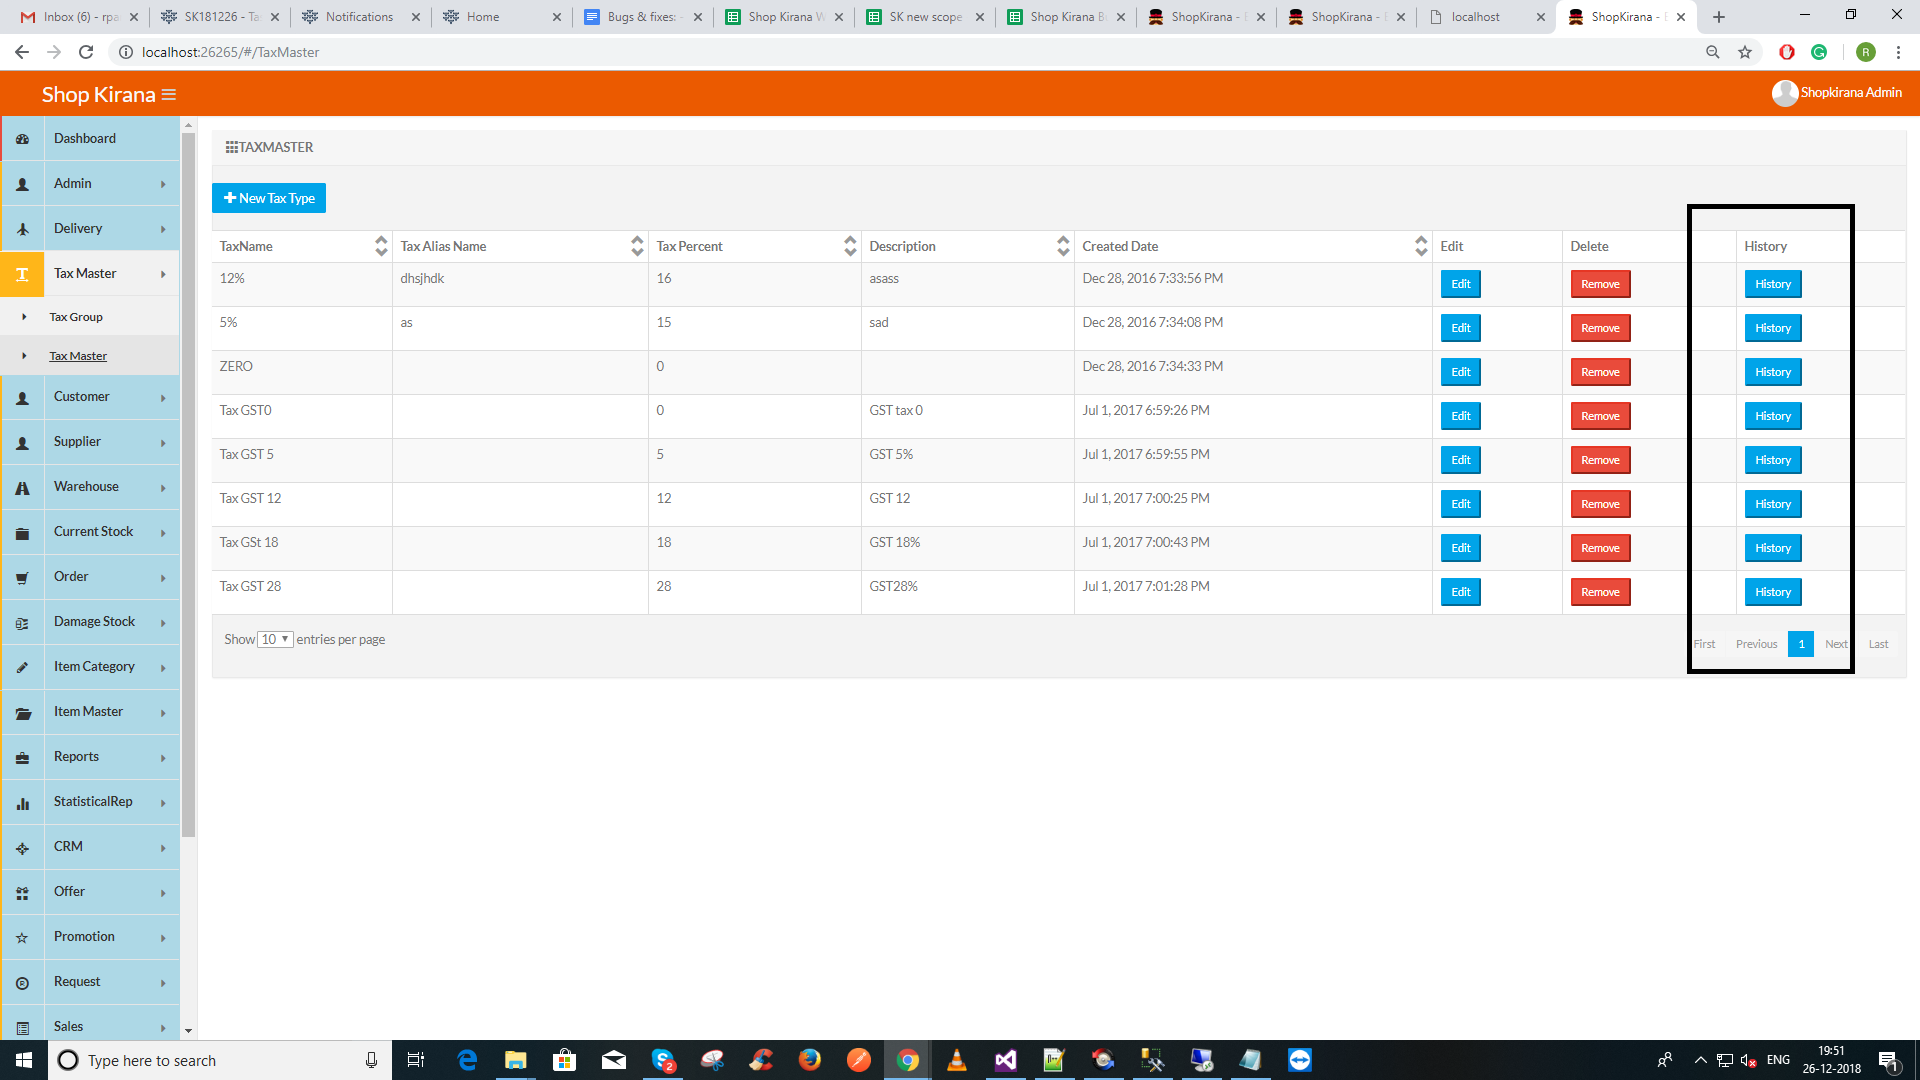 Inbox (6) - rpa
SK181226 - Ta
Notifications
Home
Bugs & fixes: -
Shop Kirana W
SK new scope
Shop Kirana B
ShopKirana - E
ShopKirana - E
localhost
ShopKirana - E
localhost:26265/#/TaxMaster
R
Shop Kirana
Shopkirana Admin
Dashboard
Admin
Delivery
Tax Master
Tax Group
Tax Master
Customer
Supplier
Warehouse
Current Stock
Order
Damage Stock
Item Category
Item Master
Reports
StatisticalRep
CRM
Offer
Promotion
Request
Sales
TAXMASTER
New Tax Type
TaxName Tax Alias Name Tax Percent Description Created Date Edit Delete History
12% dhsjhdk 16 asass Dec 28, 2016 7:33:56 PM Edit Remove History
5% as 15 sad Dec 28, 2016 7:34:08 PM Edit Remove History
ZERO 0 Dec 28, 2016 7:34:33 PM Edit Remove History
Tax GST0 0 GST tax 0 Jul 1, 2017 6:59:26 PM Edit Remove History
Tax GST 5 5 GST 5% Jul 1, 2017 6:59:55 PM Edit Remove History
Tax GST 12 12 GST 12 Jul 1, 2017 7:00:25 PM Edit Remove History
Tax GSt 18 18 GST 18% Jul 1, 2017 7:00:43 PM Edit Remove History
Tax GST 28 28 GST28% Jul 1, 2017 7:01:28 PM Edit Remove History
Show 10 entries per page
First Previous 1 Next Last
Type here to search
2
ENG
19:51
26-12-2018
1